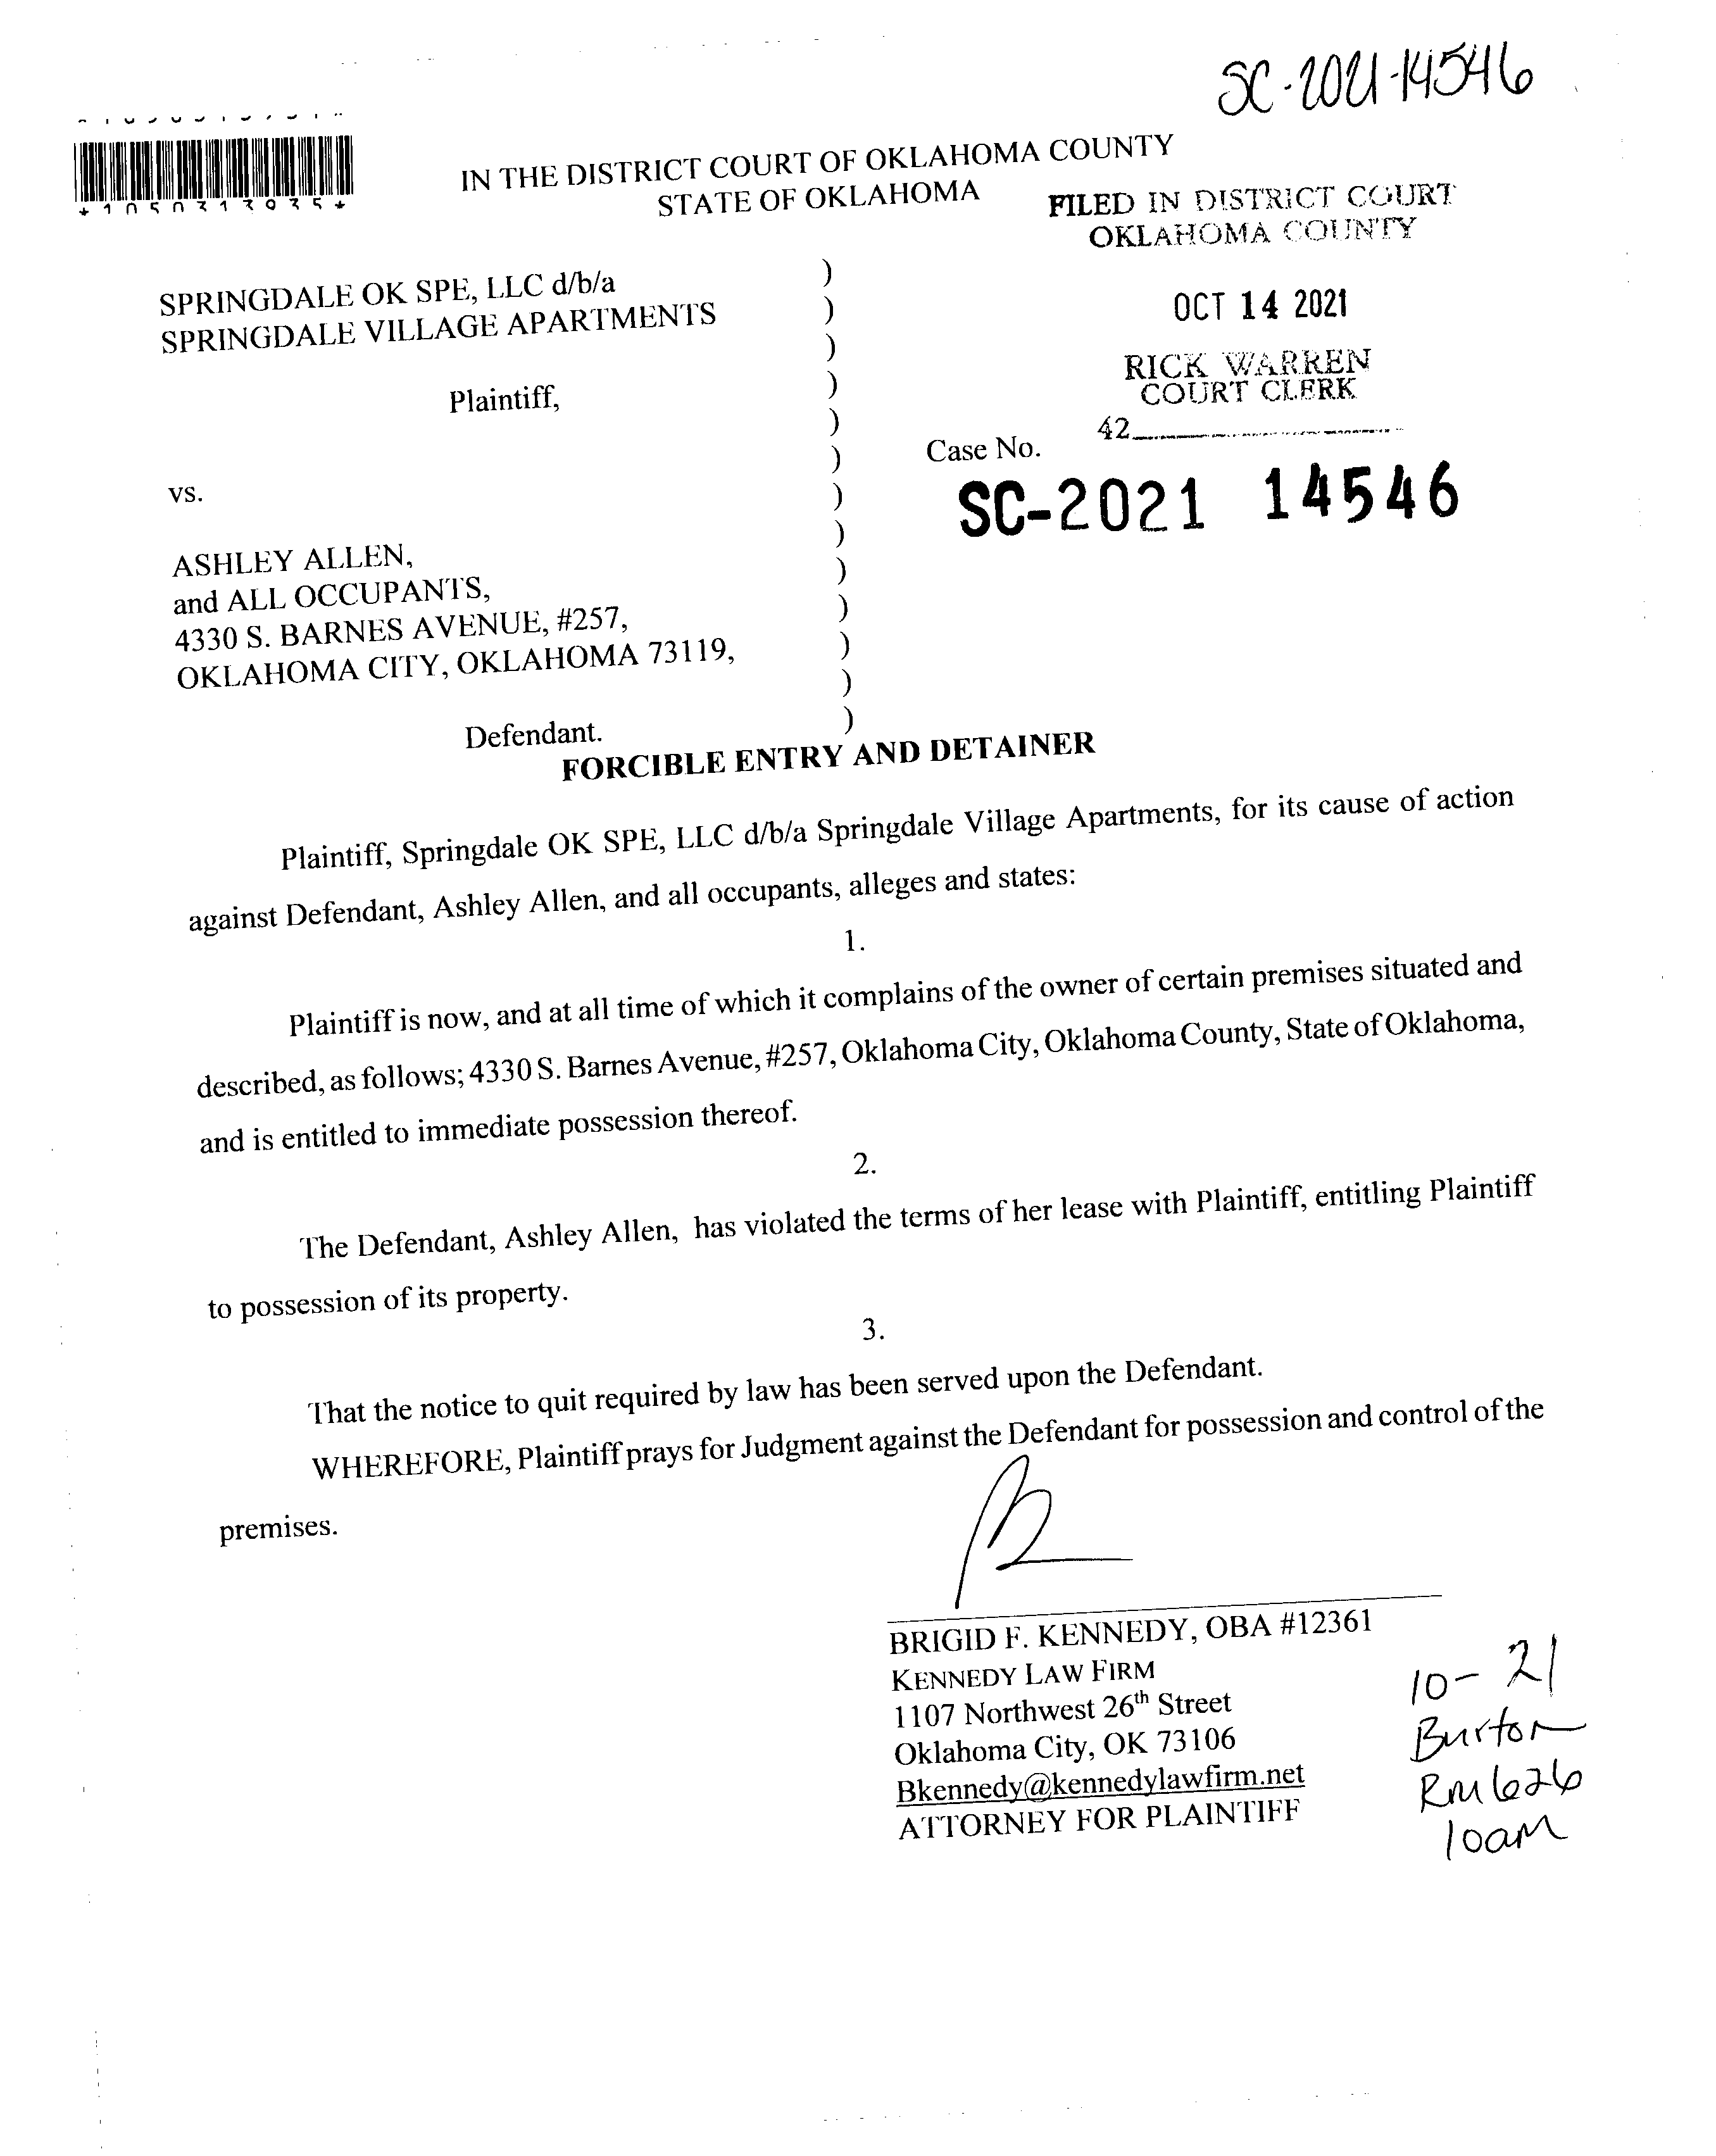 SC-2021-14546
IN THE DISTRICT COURT OF OKLAHOMA COUNTY
STATE OF OKLAHOMA
FILED IN DISTRICT COURT
OKLAHOMA COUNTY
SPRINGDALE OK SPE, LLC d/b/a
SPRINGDALE VILLAGE APARTMENTS
Plaintiff,
vs.
ASHLEY ALLEN,
and ALL OCCUPANTS,
4330 S. BARNES AVENUE, #257,
OKLAHOMA CITY, OKLAHOMA 73119,
Defendant.
)
)
)
)
)
)
)
)
)
)
)
)
)
OCT 14 2021
RICK WARREN
COURT CLERK
42
Case No.
SC-2021 14546
FORCIBLE ENTRY AND DETAINER
Plaintiff, Springdale OK SPE, LLC d/b/a Springdale Village Apartments, for its cause of action
against Defendant, Ashley Allen, and all occupants, alleges and states:
1.
Plaintiff is now, and at all time of which it complains of the owner of certain premises situated and
described, as follows; 4330 S. Barnes Avenue, #257, Oklahoma City, Oklahoma County, State of Oklahoma,
and is entitled to immediate possession thereof.
2.
The Defendant, Ashley Allen, has violated the terms of her lease with Plaintiff, entitling Plaintiff
to possession of its property.
3.
That the notice to quit required by law has been served upon the Defendant.
WHEREFORE, Plaintiff prays for Judgment against the Defendant for possession and control of the
premises.
BRIGID F. KENNEDY, OBA #12361
KENNEDY LAW FIRM
1107 Northwest 26th Street
Oklahoma City, OK 73106
Bkennedy@kennedylawfirm.net
ATTORNEY FOR PLAINTIFF
10-21
Burton
Rm 626
10am